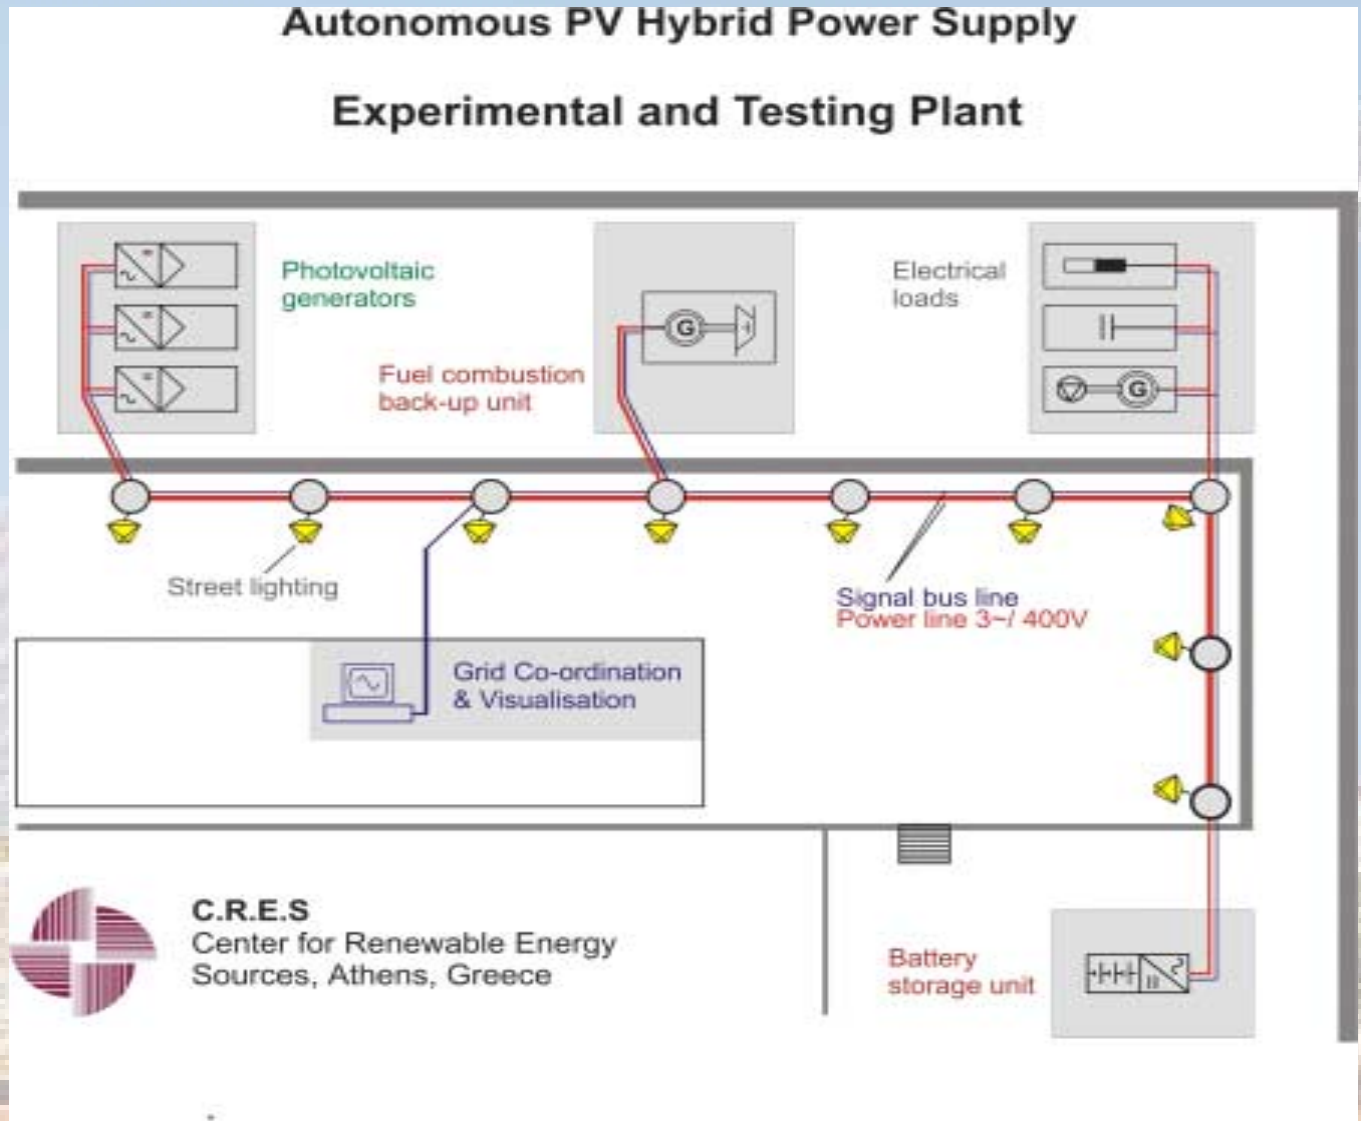 Autonomous PV Hybrid Power Supply
Experimental and Testing Plant
Photovoltaic
generators
Fuel combustion
back-up unit
G
Electrical
loads
G
Street lighting
Signal bus line
Power line 3~/ 400V
Grid Co-ordination
& Visualisation
C.R.E.S
Center for Renewable Energy
Sources, Athens, Greece
Battery
storage unit